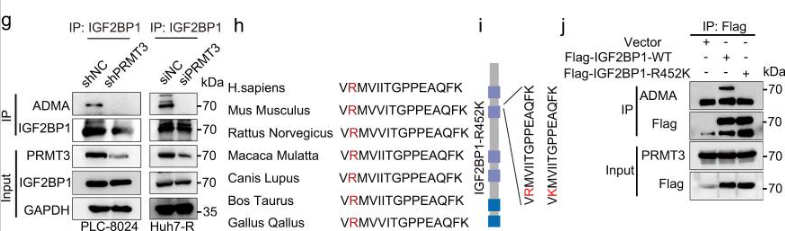 g
IP: IGF2BP1 IP: IGF2BP1
shNC
shPRMT3
siNC
siPRMT3
kDa
IP
ADMA
70
IGF2BP1
70
Input
PRMT3
70
IGF2BP1
70
GAPDH
35
PLC-8024 Huh7-R
h
H.sapiens VRMVIITGPPEAQFK
Mus Musculus VRMVIITGPPEAQFK
Rattus Norvegicus VRMVIITGPPEAQFK
Macaca Mulatta VRMVIITGPPEAQFK
Canis Lupus VRMVIITGPPEAQFK
Bos Taurus VRMVVITGPPEAQFK
Gallus Qallus VRMVVITGPPEAQFK
i
IGF2BP1-R452K
VRMVIITGPPEAQFK
VKMVIITGPPEAQFK
j
IP: Flag
Vector + - -
Flag-IGF2BP1-WT - + -
Flag-IGF2BP1-R452K - - +
kDa
IP
ADMA
70
Flag
70
Input
PRMT3
70
Flag
70